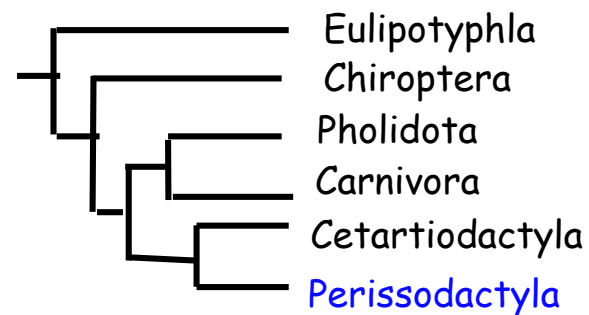 Eulipotyphla
Chiroptera
Pholidota
Carnivora
Cetartiodactyla
Perissodactyla